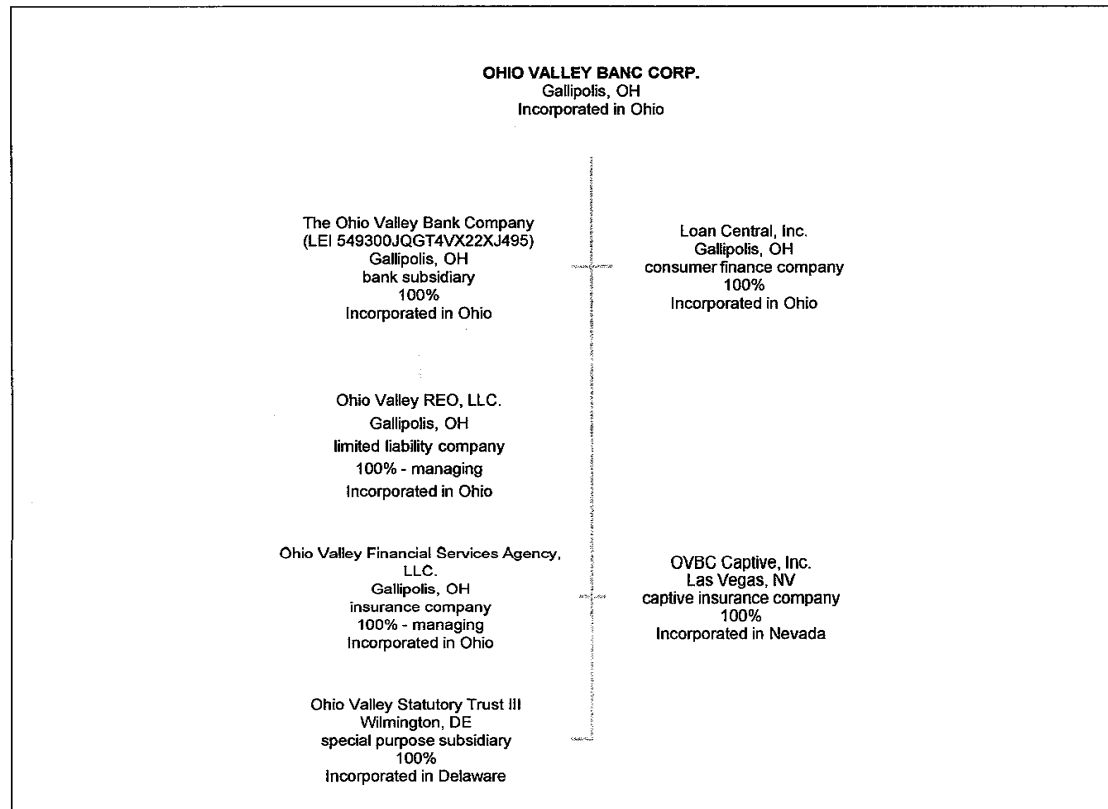 OHIO VALLEY BANC CORP.
Gallipolis, OH
Incorporated in Ohio
The Ohio Valley Bank Company
(LEI 549300JQGT4VX22XJ495)
Gallipolis, OH
bank subsidiary
100%
Incorporated in Ohio
Loan Central, Inc.
Gallipolis, OH
consumer finance company
100%
Incorporated in Ohio
Ohio Valley REO, LLC.
Gallipolis, OH
limited liability company
100% - managing
Incorporated in Ohio
Ohio Valley Financial Services Agency,
LLC.
Gallipolis, OH
insurance company
100% - managing
Incorporated in Ohio
OVBC Captive, Inc.
Las Vegas, NV
captive insurance company
100%
Incorporated in Nevada
Ohio Valley Statutory Trust III
Wilmington, DE
special purpose subsidiary
100%
Incorporated in Delaware